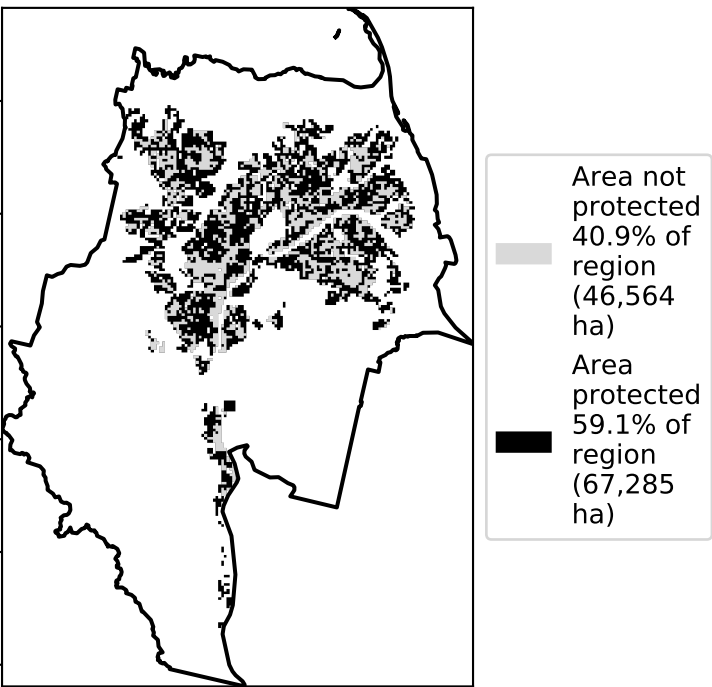 Area not
protected
40.9% of
region
(46,564
ha)
Area
protected
59.1% of
region
(67,285
ha)